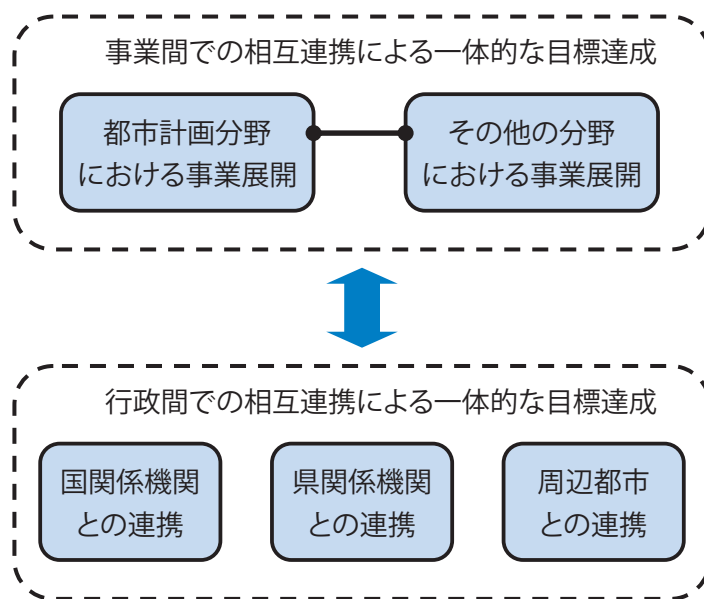 事業間での相互連携による一体的な目標達成
都市計画分野
における事業展開
その他の分野
における事業展開
行政間での相互連携による一体的な目標達成
国関係機関
との連携
県関係機関
との連携
周辺都市
との連携